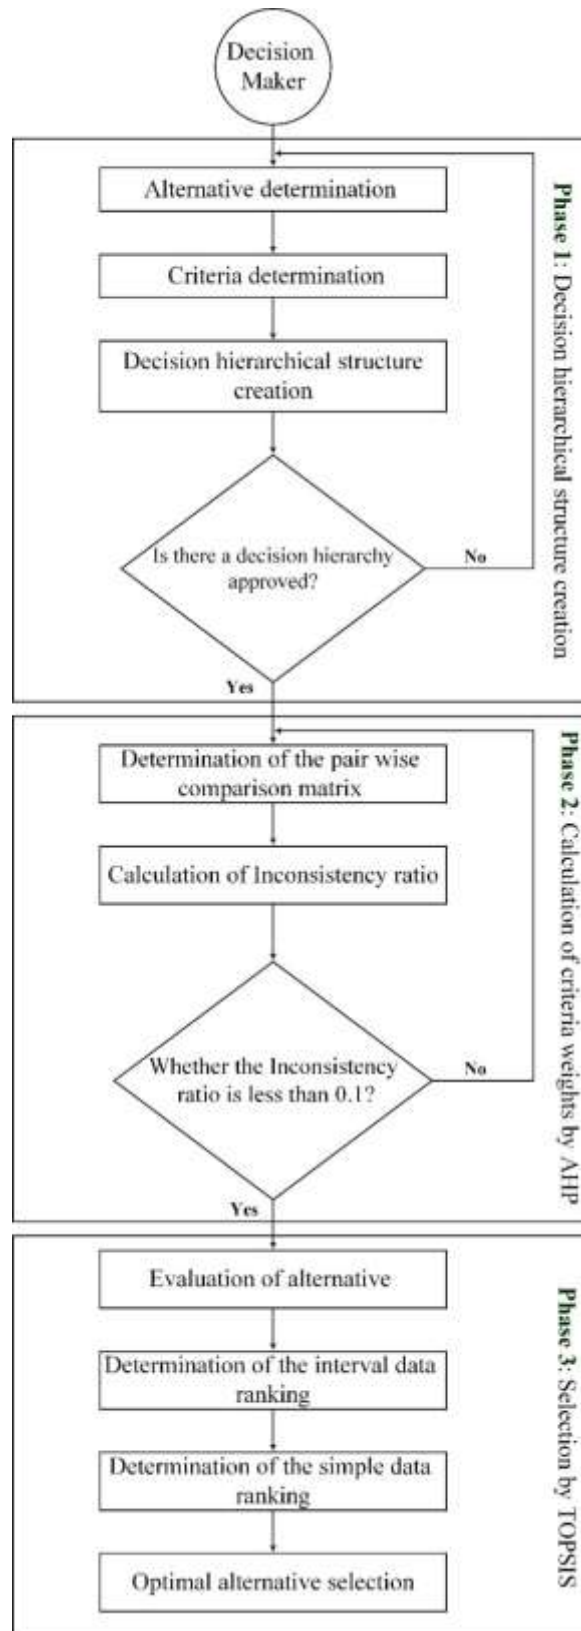 Decision
Maker
Alternative determination
Criteria determination
Decision hierarchical structure
creation
Is there a decision hierarchy
approved?
No
Yes
Phase 1: Decision hierarchical structure creation
Determination of the pair wise
comparison matrix
Calculation of Inconsistency ratio
Whether the Inconsistency
ratio is less than 0.1?
No
Yes
Phase 2: Calculation of criteria weights by AHP
Evaluation of alternative
Determination of the interval data
ranking
Determination of the simple data
ranking
Optimal alternative selection
Phase 3: Selection by TOPSIS